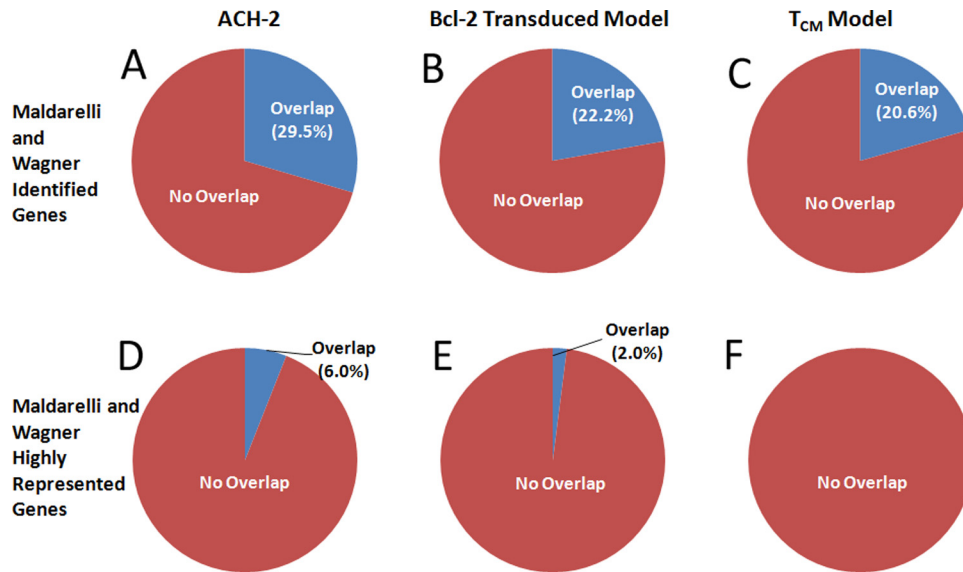 ACH-2
Bcl-2 Transduced Model
TCM Model
A
B
C
Maldarelli
and
Wagner
Identified
Genes
Overlap
(29.5%)
No Overlap
Overlap
(22.2%)
No Overlap
Overlap
(20.6%)
No Overlap
D
E
F
Maldarelli and
Wagner
Highly
Represented
Genes
Overlap
(6.0%)
No Overlap
Overlap
(2.0%)
No Overlap
No Overlap